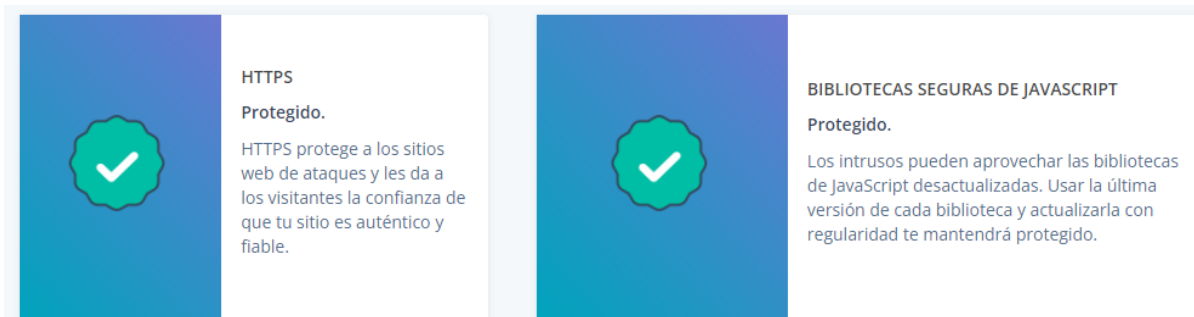 HTTPS
Protegido.
HTTPS protege a los sitios
web de ataques y les da a
los visitantes la confianza de
que tu sitio es auténtico y
fiable.
BIBLIOTECAS SEGURAS DE JAVASCRIPT
Protegido.
Los intrusos pueden aprovechar las bibliotecas
de JavaScript desactualizadas. Usar la última
versión de cada biblioteca y actualizarla con
regularidad te mantendrá protegido.